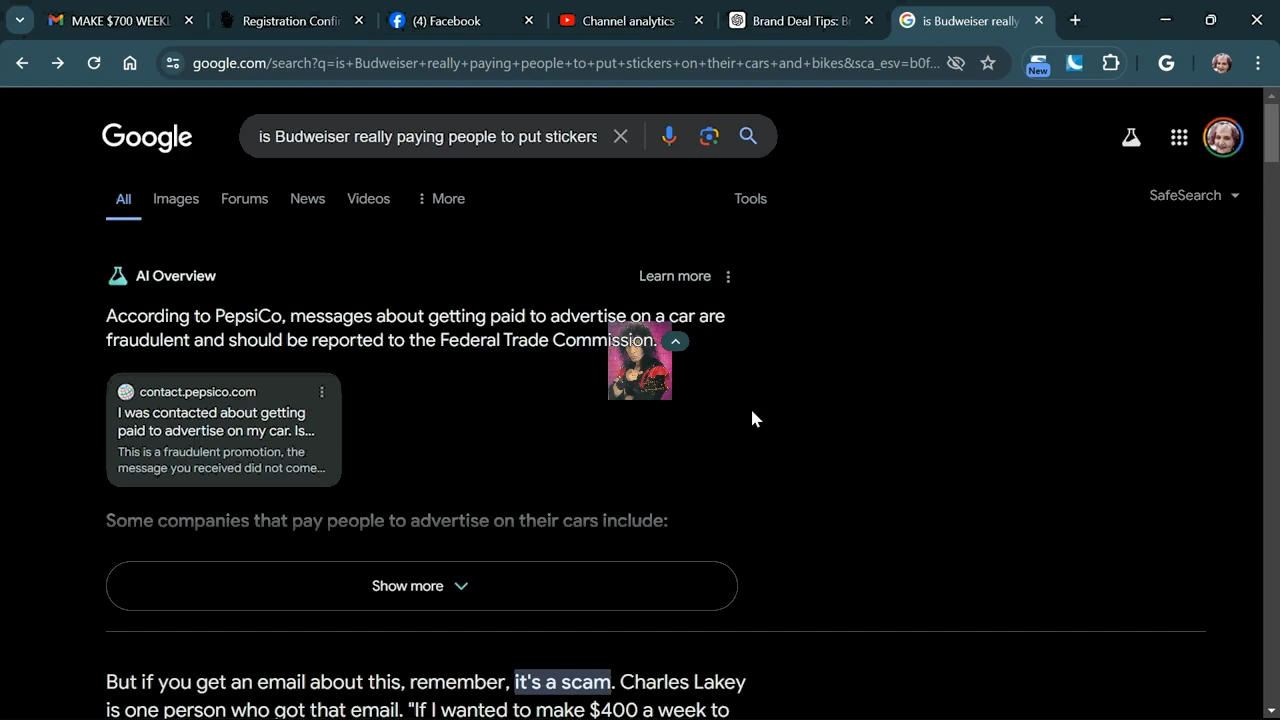 MAKE $700 WEEKL
Registration Confir
(4) Facebook
Channel analytics
Brand Deal Tips: B
is Budweiser really
google.com/search?q=is+Budweiser+really+paying+people+to+put+stickers+on+their+cars+and+bikes&sca_esv=b0f...
New
Google
is Budweiser really paying people to put stickers
All Images Forums News Videos More Tools SafeSearch
AI Overview
Learn more
According to PepsiCo, messages about getting paid to advertise on a car are
fraudulent and should be reported to the Federal Trade Commission.
contact.pepsico.com
I was contacted about getting
paid to advertise on my car. Is...
This is a fraudulent promotion, the
message you received did not come...
Some companies that pay people to advertise on their cars include:
Show more
But if you get an email about this, remember, it's a scam. Charles Lakey
is one person who got that email. "If I wanted to make $400 a week to